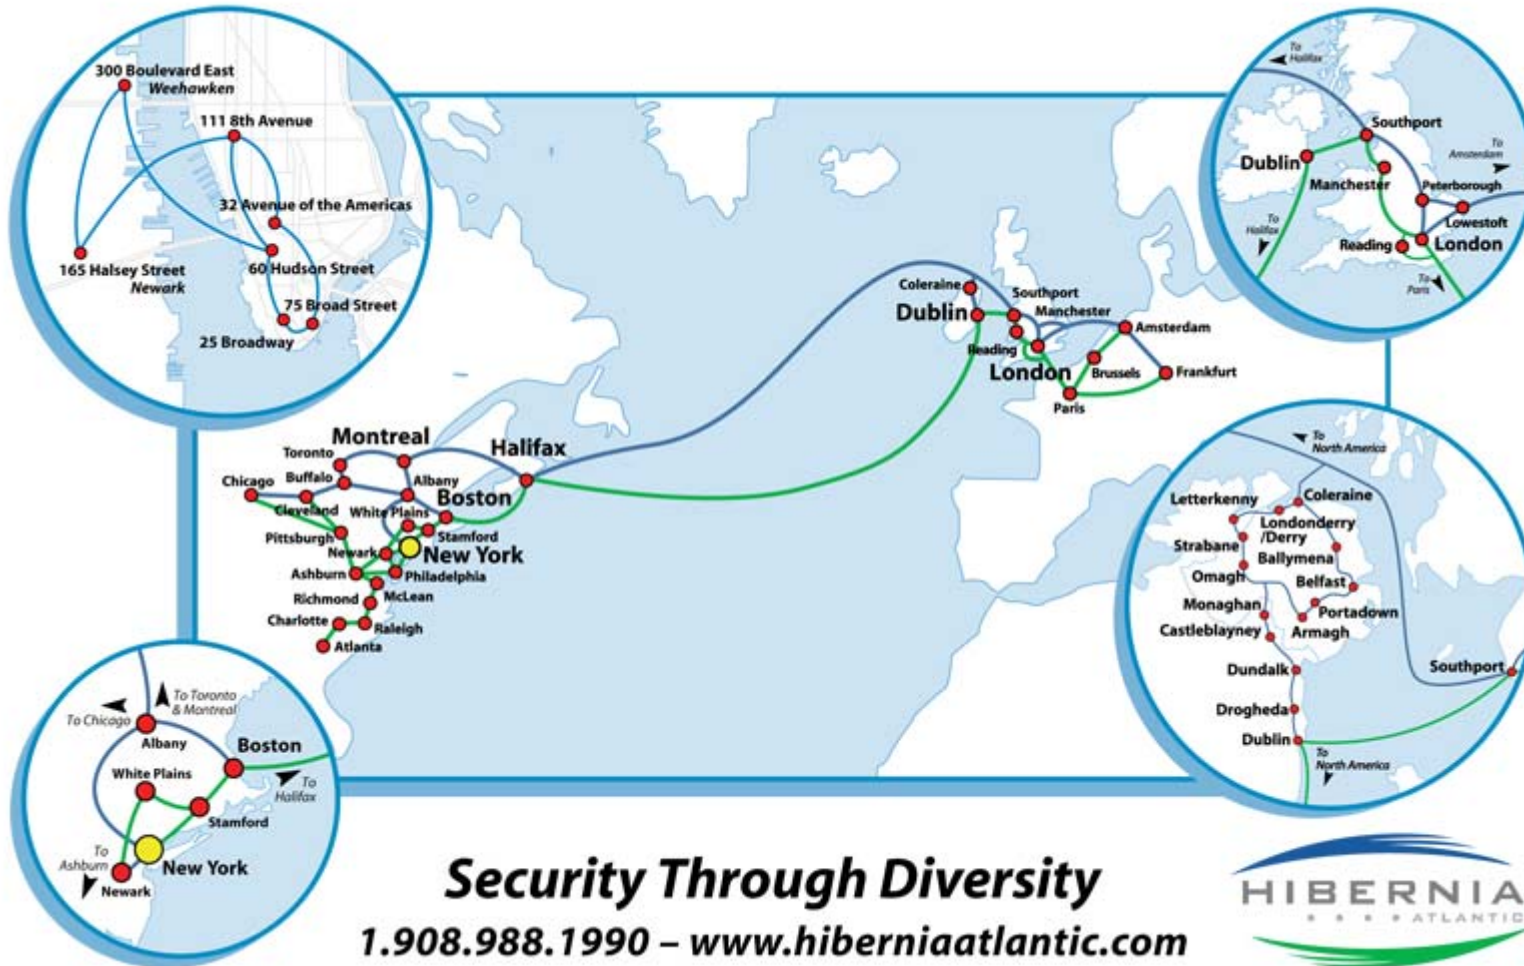 300 Boulevard East
Weehawken
111 8th Avenue
32 Avenue of the Americas
165 Halsey Street
Newark
60 Hudson Street
75 Broad Street
25 Broadway
To
Halifax
Southport
To
Amsterdam
Dublin
Manchester
Peterborough
Lowestoft
To
Halifax
Reading
London
To
Paris
Coleraine
Southport
Dublin
Manchester
Amsterdam
Reading
London
Brussels
Frankfurt
Paris
Montreal
Halifax
Toronto
Buffalo
Chicago
Albany
Boston
Cleveland
White Plains
Pittsburgh
Stamford
Newark
New York
Ashburn
Philadelphia
McLean
Richmond
Charlotte
Raleigh
Atlanta
To
North America
Letterkenny
Coleraine
Londonderry
/Derry
Strabane
Ballymena
Omagh
Belfast
Monaghan
Portadown
Castleblayney
Armagh
Dundalk
Southport
Drogheda
Dublin
To
North America
To Toronto
& Montreal
To Chicago
Albany
Boston
White Plains
To
Halifax
Stamford
To
Ashburn
New York
Newark
Security Through Diversity
1.908.988.1990 – www.hiberniaatlantic.com
HIBERNIA
ATLANTIC